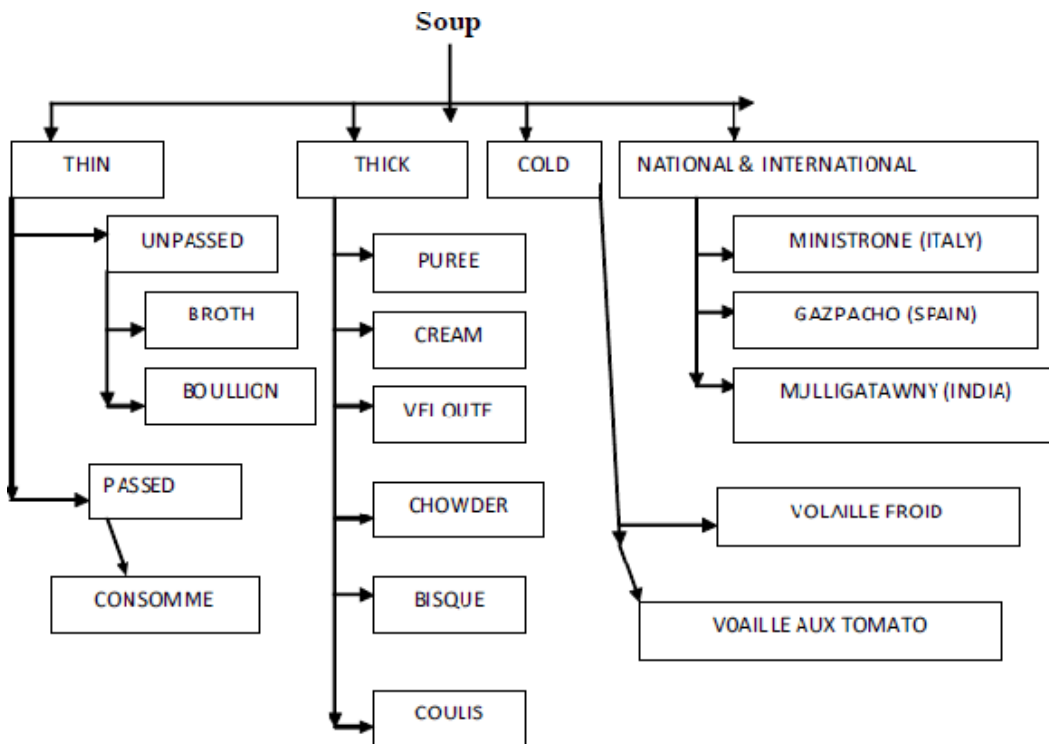 Soup
THIN
THICK
COLD
NATIONAL & INTERNATIONAL
UNPASSED
BROTH
BOULLION
PASSED
CONSOMME
PUREE
CREAM
VELOUTE
CHOWDER
BISQUE
COULIS
MINISTRONE (ITALY)
GAZPACHO (SPAIN)
MULLIGATAWNY (INDIA)
VOLAILLE FROID
VOAILLE AUX TOMATO